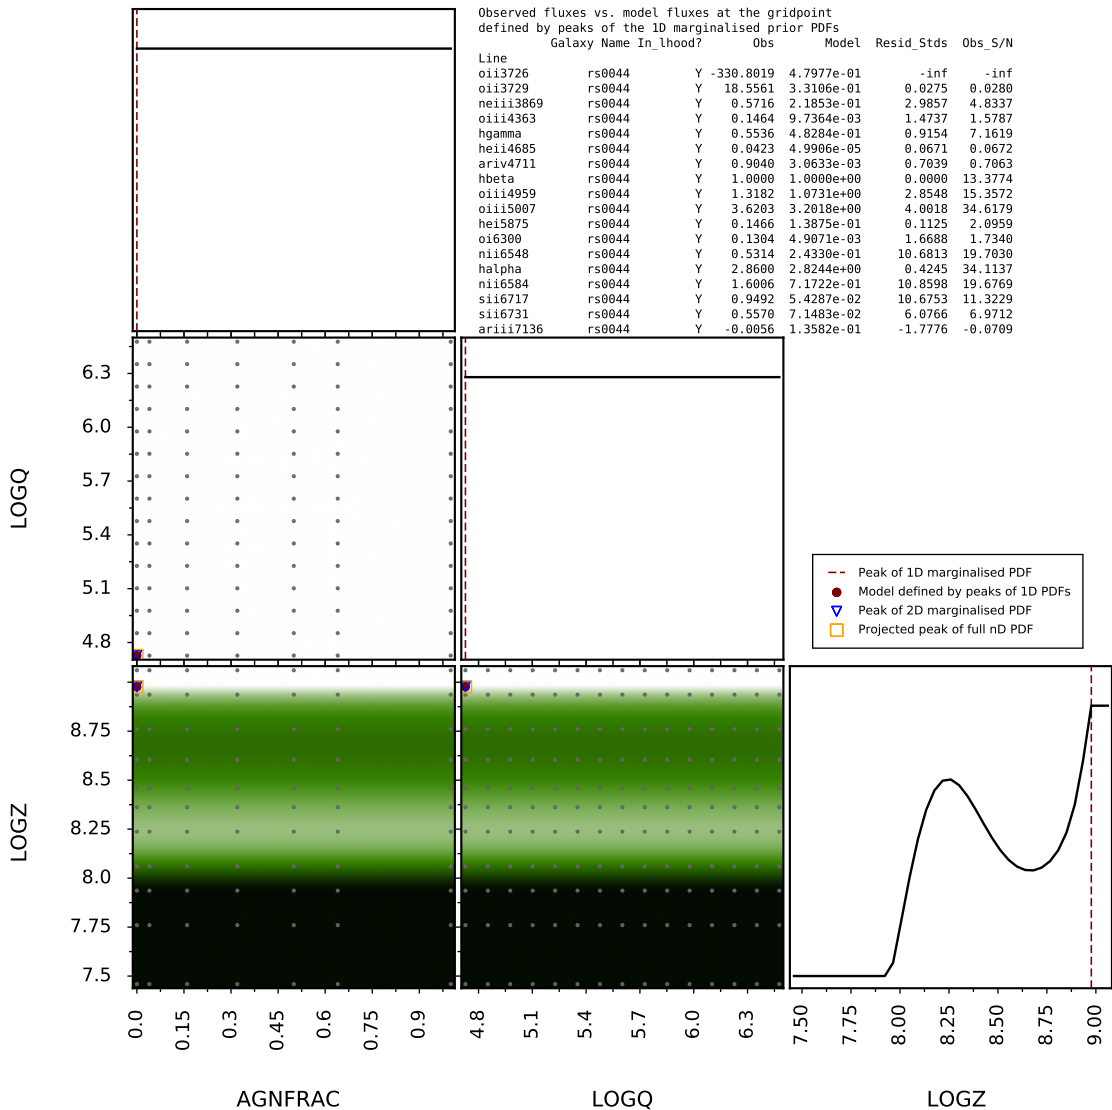 Observed fluxes vs. model fluxes at the gridpoint
defined by peaks of the 1D marginalised prior PDFs
Galaxy Name In_lhood? Obs Model Resid_Stds Obs_S/N
Line
oii3726 rs0044 Y -330.8019 4.7977e-01 -inf -inf
oii3729 rs0044 Y 18.5561 3.3106e-01 0.0275 0.0280
neiii3869 rs0044 Y 0.5716 2.1853e-01 2.9857 4.8337
oiii4363 rs0044 Y 0.1464 9.7364e-03 1.4737 1.5787
hgamma rs0044 Y 0.5536 4.8284e-01 0.9154 7.1619
heii4685 rs0044 Y 0.0423 4.9906e-05 0.0671 0.0672
ariv4711 rs0044 Y 0.9040 3.0633e-03 0.7039 0.7063
hbeta rs0044 Y 1.0000 1.0000e+00 0.0000 13.3774
oiii4959 rs0044 Y 1.3182 1.0731e+00 2.8548 15.3572
oiii5007 rs0044 Y 3.6203 3.2018e+00 4.0018 34.6179
hei5875 rs0044 Y 0.1466 1.3875e-01 0.1125 2.0959
oi6300 rs0044 Y 0.1304 4.9071e-03 1.6688 1.7340
nii6548 rs0044 Y 0.5314 2.4330e-01 10.6813 19.7030
halpha rs0044 Y 2.8600 2.8244e+00 0.4245 34.1137
nii6584 rs0044 Y 1.6006 7.1722e-01 10.8598 19.6769
sii6717 rs0044 Y 0.9492 5.4287e-02 10.6753 11.3229
sii6731 rs0044 Y 0.5570 7.1483e-02 6.0766 6.9712
ariii7136 rs0044 Y -0.0056 1.3582e-01 -1.7776 -0.0709
LOGQ
6.3
6.0
5.7
5.4
5.1
4.8
Peak of 1D marginalised PDF
Model defined by peaks of 1D PDFs
Peak of 2D marginalised PDF
Projected peak of full nD PDF
LOGZ
8.75
8.5
8.25
8.0
7.75
7.5
0.0 0.15 0.3 0.45 0.6 0.75 0.9
4.8 5.1 5.4 5.7 6.0 6.3
7.50 7.75 8.00 8.25 8.50 8.75 9.00
AGNFRAC
LOGQ
LOGZ